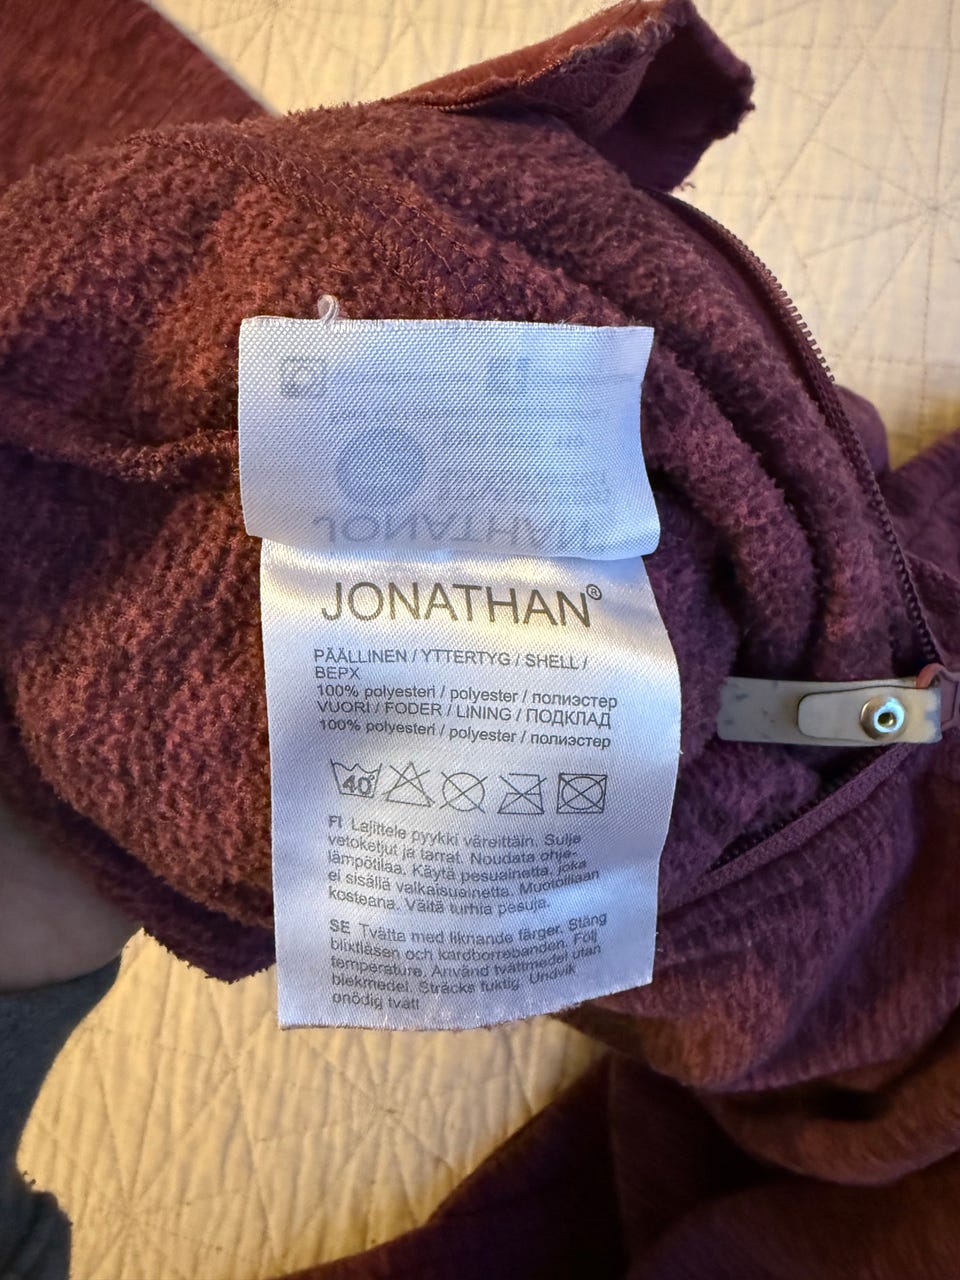 JONATHAN®
PÄÄLLINEN / YTTERTYG / SHELL /
ВЕРХ
100% polyesteri / polyester / полиэстер
VUORI / FODER / LINING / ПОДКЛАД
100% polyesteri / polyester / полиэстер
40
FI Lajittele pyykki väreittäin. Sulje
vetoketjut ja tarrat. Noudata ohje-
lämpötilaa. Käytä pesuainetta, joka
ei sisällä valkaisuainetta. Muotoillaan
kosteana. Vältä turhia pesuja.
SE Tvätta med liknande färger. Stäng
blixtlåsen och kardborrebanden. Följ
temperature. Använd tvättmedel utan
blekmedel. Sträcks fuktig. Undvik
onödig tvätt